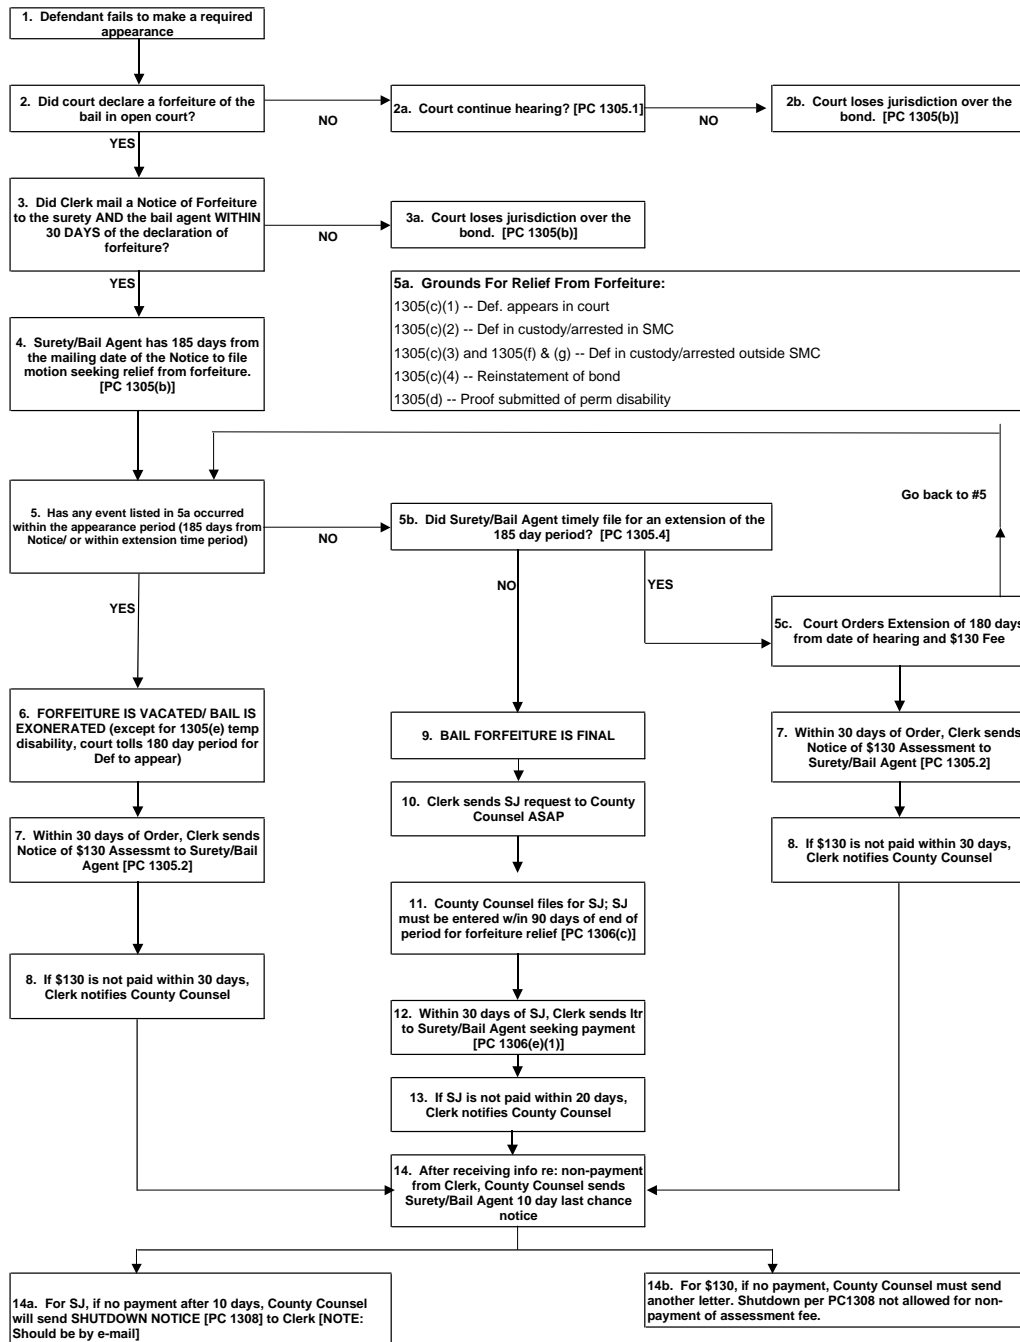 1. Defendant fails to make a required
appearance
2. Did court declare a forfeiture of the
bail in open court?
NO
2a. Court continue hearing? [PC 1305.1]
NO
2b. Court loses jurisdiction over the
bond. [PC 1305(b)]
YES
3. Did Clerk mail a Notice of Forfeiture
to the surety AND the bail agent WITHIN
30 DAYS of the declaration of
forfeiture?
NO
3a. Court loses jurisdiction over the
bond. [PC 1305(b)]
YES
5a. Grounds For Relief From Forfeiture:
1305(c)(1) -- Def. appears in court
1305(c)(2) -- Def in custody/arrested in SMC
1305(c)(3) and 1305(f) & (g) -- Def in custody/arrested outside SMC
1305(c)(4) -- Reinstatement of bond
1305(d) -- Proof submitted of perm disability
4. Surety/Bail Agent has 185 days from
the mailing date of the Notice to file
motion seeking relief from forfeiture.
[PC 1305(b)]
Go back to #5
5. Has any event listed in 5a occurred
within the appearance period (185 days from
Notice/ or within extension time period)
NO
5b. Did Surety/Bail Agent timely file for an extension of the
185 day period? [PC 1305.4]
NO
YES
YES
5c. Court Orders Extension of 180 days
from date of hearing and $130 Fee
6. FORFEITURE IS VACATED/ BAIL IS
EXONERATED (except for 1305(e) temp
disability, court tolls 180 day period for
Def to appear)
9. BAIL FORFEITURE IS FINAL
7. Within 30 days of Order, Clerk sends
Notice of $130 Assessment to
Surety/Bail Agent [PC 1305.2]
10. Clerk sends SJ request to County
Counsel ASAP
7. Within 30 days of Order, Clerk sends
Notice of $130 Assessmt to Surety/Bail
Agent [PC 1305.2]
8. If $130 is not paid within 30 days,
Clerk notifies County Counsel
11. County Counsel files for SJ; SJ
must be entered w/in 90 days of end of
period for forfeiture relief [PC 1306(c)]
8. If $130 is not paid within 30 days,
Clerk notifies County Counsel
12. Within 30 days of SJ, Clerk sends ltr
to Surety/Bail Agent seeking payment
[PC 1306(e)(1)]
13. If SJ is not paid within 20 days,
Clerk notifies County Counsel
14. After receiving info re: non-payment
from Clerk, County Counsel sends
Surety/Bail Agent 10 day last chance
notice
14a. For SJ, if no payment after 10 days, County Counsel
will send SHUTDOWN NOTICE [PC 1308] to Clerk [NOTE:
Should be by e-mail]
14b. For $130, if no payment, County Counsel must send
another letter. Shutdown per PC1308 not allowed for non-
payment of assessment fee.